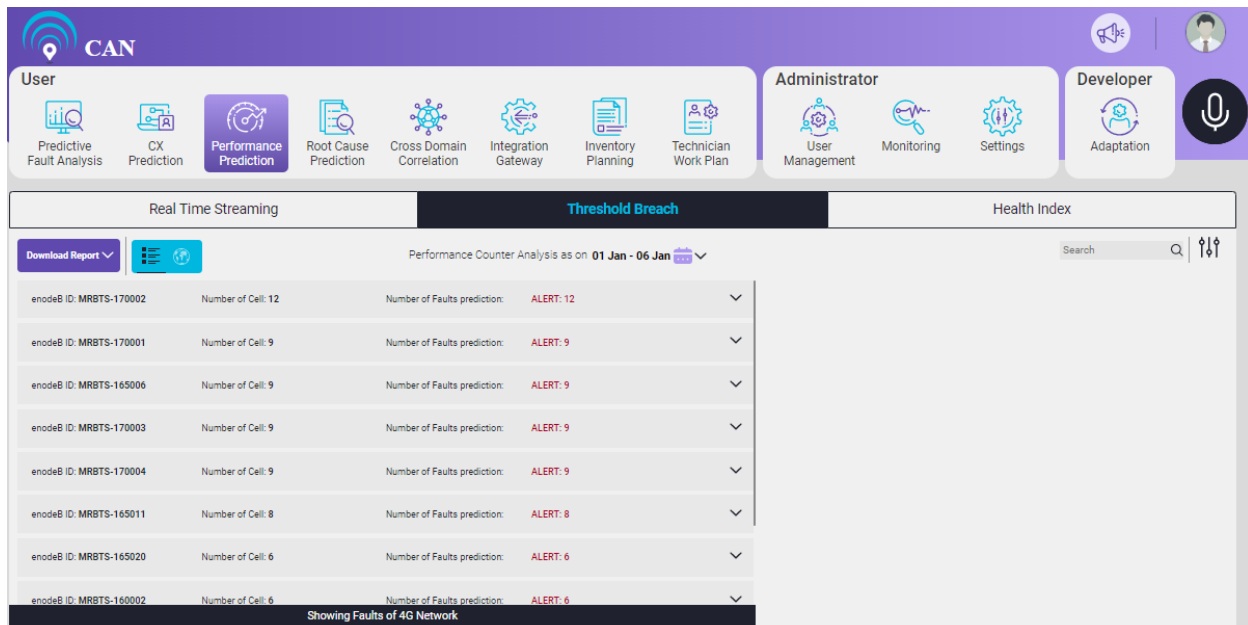 CAN
User
Administrator
Developer
Predictive
Fault Analysis
CX
Prediction
Performance
Prediction
Root Cause
Prediction
Cross Domain
Correlation
Integration
Gateway
Inventory
Planning
Technician
Work Plan
User
Management
Monitoring
Settings
Adaptation
Real Time Streaming
Threshold Breach
Health Index
Download Report
Performance Counter Analysis as on 01 Jan - 06 Jan
Search
enodeB ID: MRBTS-170002 Number of Cell: 12 Number of Faults prediction: ALERT: 12
enodeB ID: MRBTS-170001 Number of Cell: 9 Number of Faults prediction: ALERT: 9
enodeB ID: MRBTS-165006 Number of Cell: 9 Number of Faults prediction: ALERT: 9
enodeB ID: MRBTS-170003 Number of Cell: 9 Number of Faults prediction: ALERT: 9
enodeB ID: MRBTS-170004 Number of Cell: 9 Number of Faults prediction: ALERT: 9
enodeB ID: MRBTS-165011 Number of Cell: 8 Number of Faults prediction: ALERT: 8
enodeB ID: MRBTS-165020 Number of Cell: 6 Number of Faults prediction: ALERT: 6
enodeB ID: MRBTS-160002 Number of Cell: 6 Number of Faults prediction: ALERT: 6
Showing Faults of 4G Network